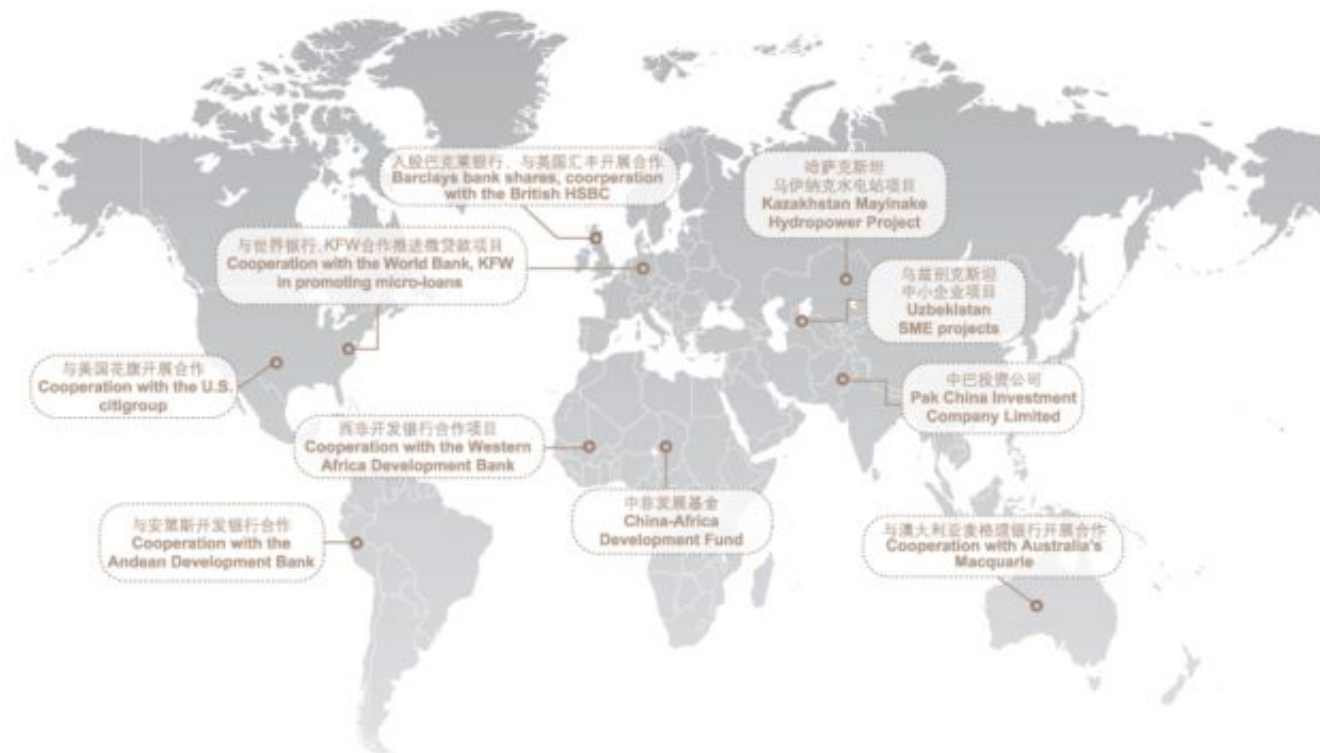 入股巴克莱银行，与英国汇丰开展合作
Barclays bank shares, coorperation
with the British HSBC
哈萨克斯坦
马伊纳克水电站项目
Kazakhstan Mayinake
Hydropower Project
与世界银行,KFW合作推进微贷款项目
Cooperation with the World Bank, KFW
in promoting micro-loans
乌兹别克斯坦
中小企业项目
Uzbekistan
SME projects
与美国花旗开展合作
Cooperation with the U.S.
citigroup
中巴投资公司
Pak China Investment
Company Limited
西非开发银行合作项目
Cooperation with the Western
Africa Development Bank
中非发展基金
China-Africa
Development Fund
与安第斯开发银行合作
Cooperation with the
Andean Development Bank
与澳大利亚麦格理银行开展合作
Cooperation with Australia's
Macquarie